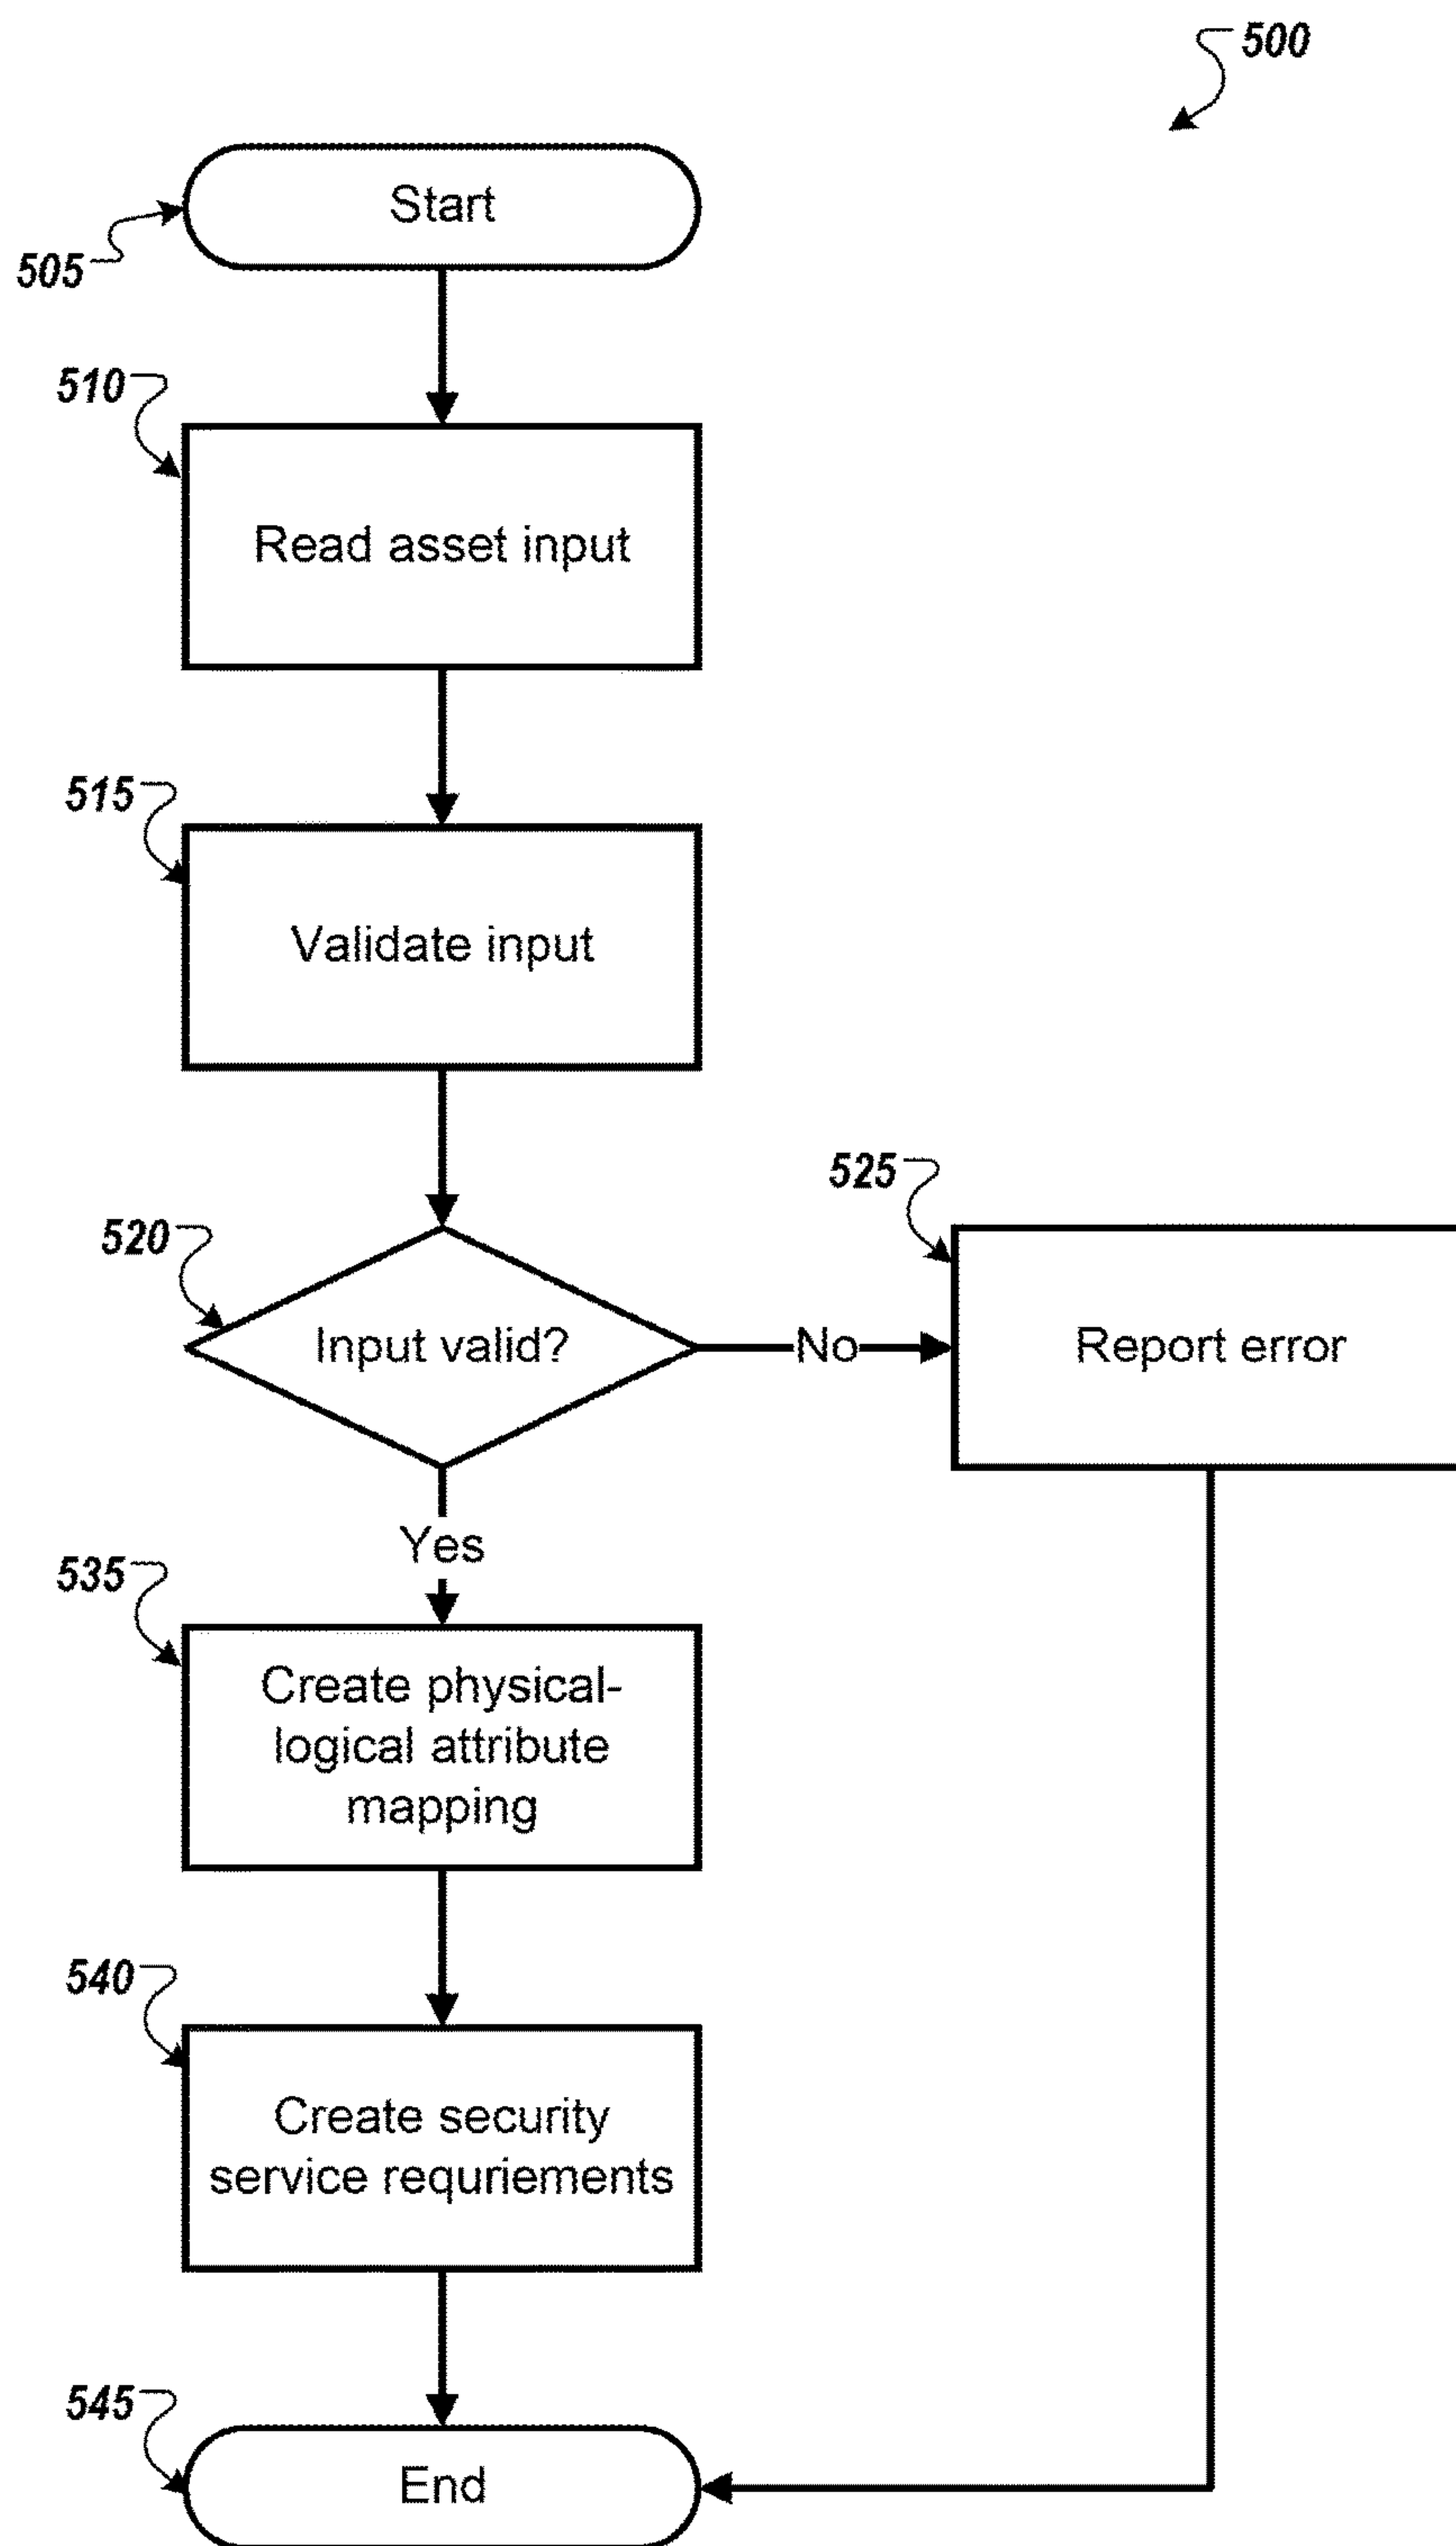 500
Start
505
510
Read asset input
515
Validate input
525
520
Input valid?
No
Report error
Yes
535
Create physical-
logical attribute
mapping
540
Create security
service requriements
545
End